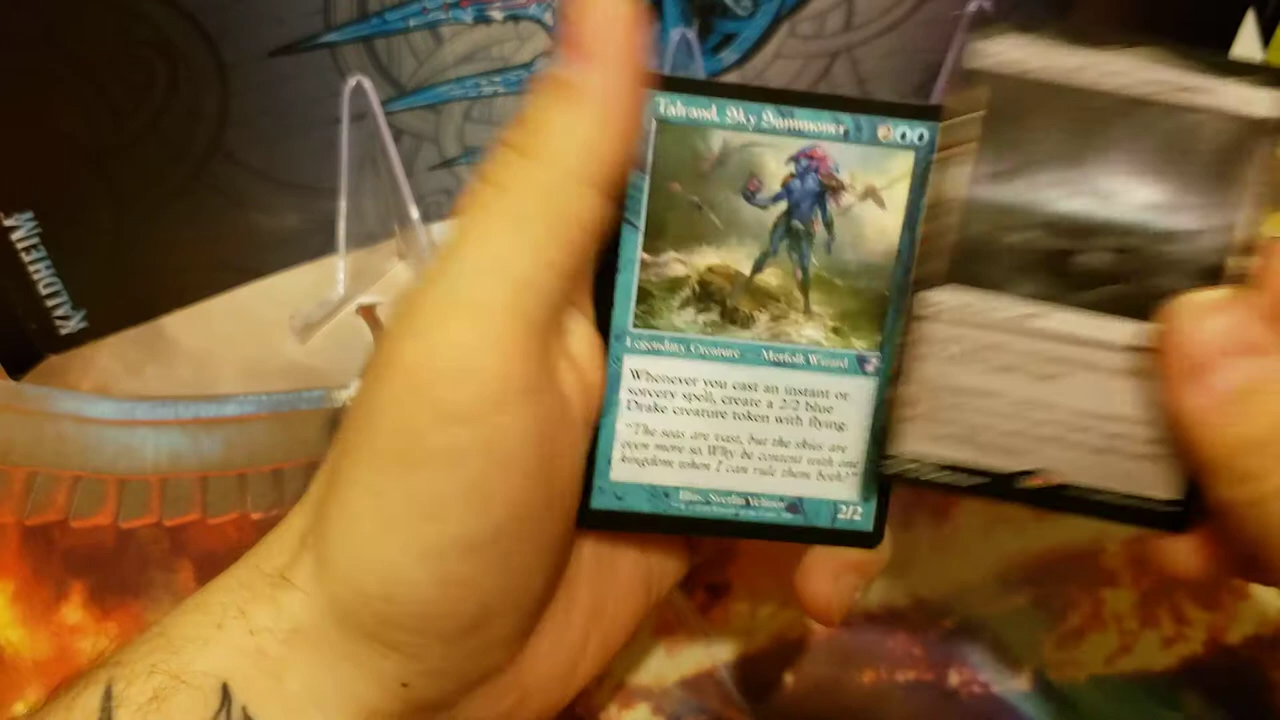 KALDHEIM
Talrand, Sky Summoner
2
Legendary Creature — Merfolk Wizard
Whenever you cast an instant or
sorcery spell, create a 2/2 blue
Drake creature token with flying.
"The seas are vast, but the skies are
even more so. Why be content with one
kingdom when I can rule them both?"
Illus. Svetlin Velinov
2/2